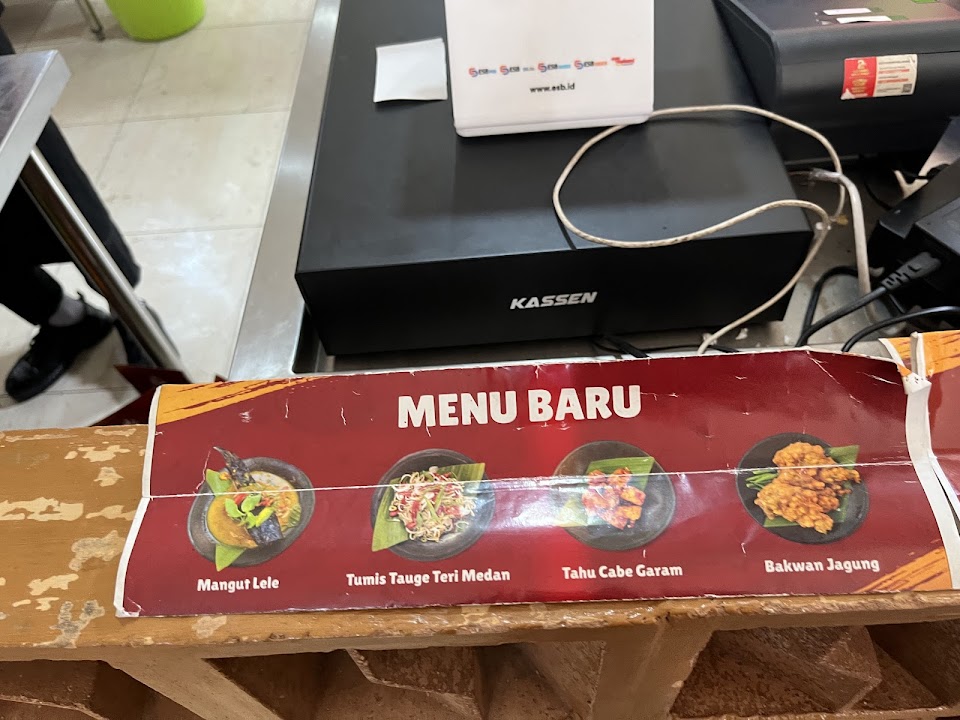 www.esb.id
KASSEN
MENU BARU
Mangut Lele
Tumis Tauge Teri Medan
Tahu Cabe Garam
Bakwan Jagung